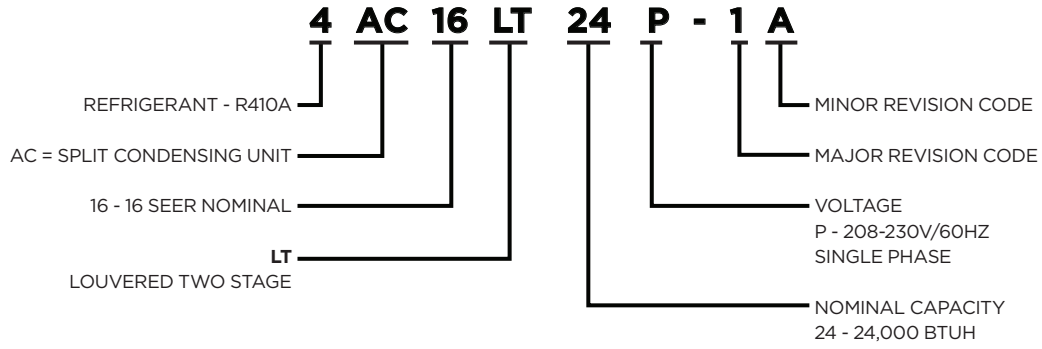 4 AC 16 LT 24 P - 1 A
REFRIGERANT - R410A
AC = SPLIT CONDENSING UNIT
16 - 16 SEER NOMINAL
LT
LOUVERED TWO STAGE
MINOR REVISION CODE
MAJOR REVISION CODE
VOLTAGE
P - 208-230V/60HZ
SINGLE PHASE
NOMINAL CAPACITY
24 - 24,000 BTUH